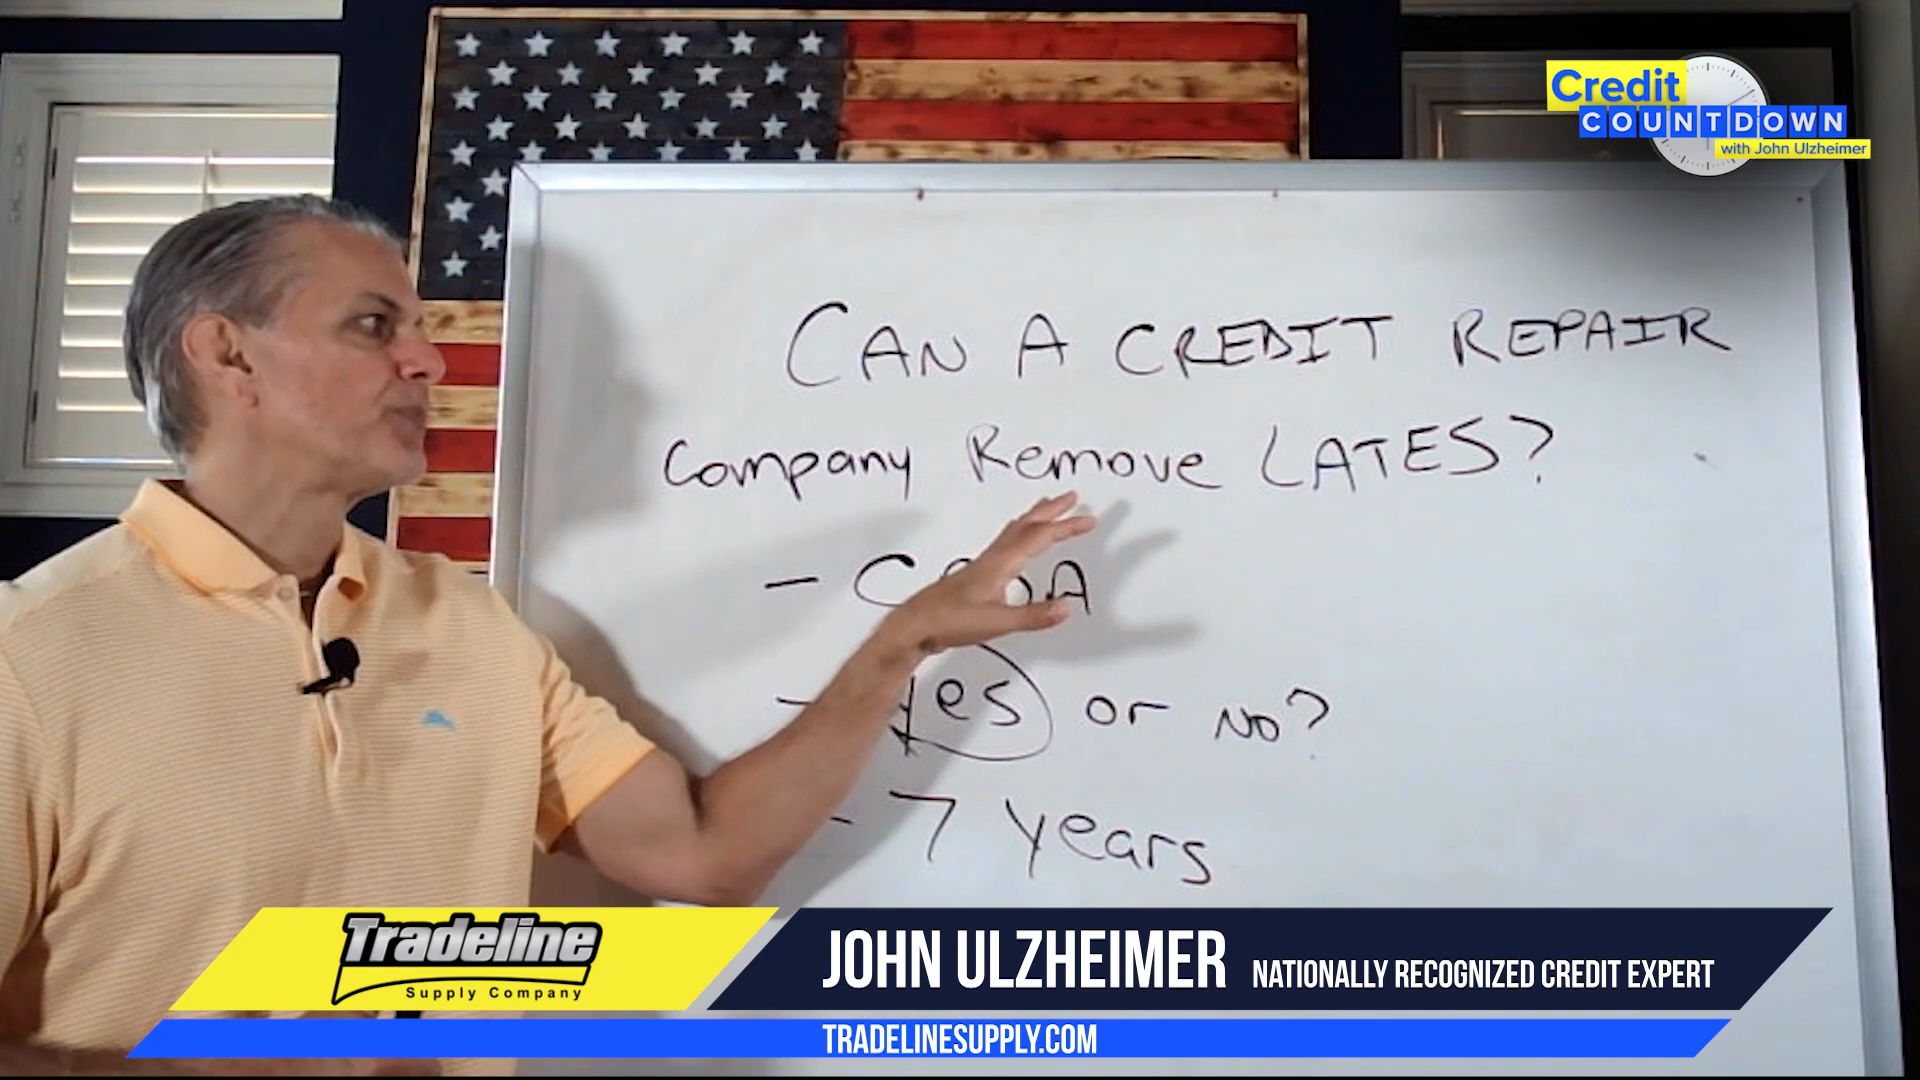 Credit
COUNTDOWN
with John Ulzheimer
CAN A CREDIT REPAIR
Company Remove LATES?
-
- yes or NO?
- 7 years
Tradeline
Supply Company
JOHN ULZHEIMER NATIONALLY RECOGNIZED CREDIT EXPERT
TRADELINESUPPLY.COM